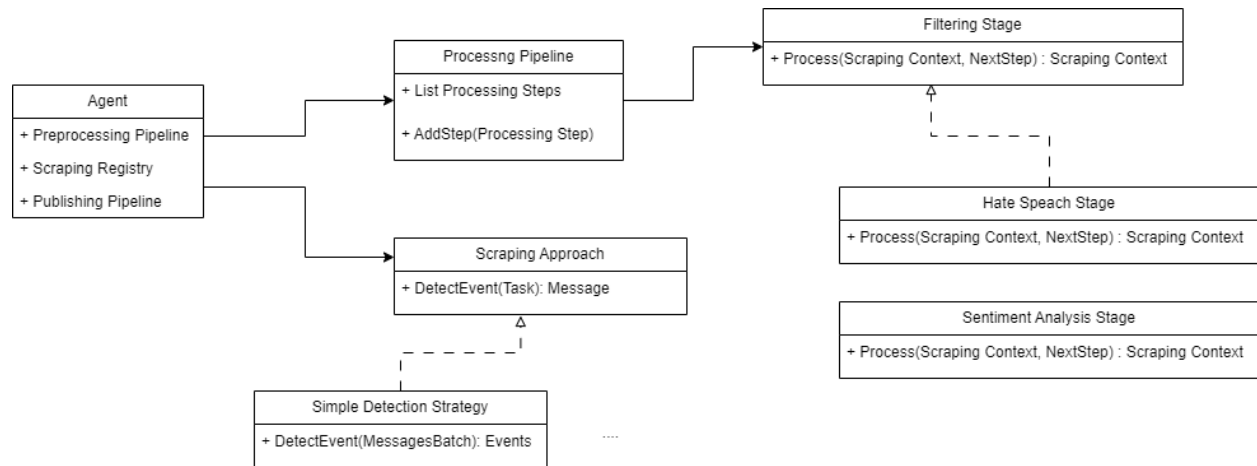 Agent
+ Preprocessing Pipeline
+ Scraping Registry
+ Publishing Pipeline
Processng Pipeline
+ List Processing Steps
+ AddStep(Processing Step)
Filtering Stage
+ Process(Scraping Context, NextStep) : Scraping Context
Hate Speach Stage
+ Process(Scraping Context, NextStep) : Scraping Context
Scraping Approach
+ DetectEvent(Task): Message
Sentiment Analysis Stage
+ Process(Scraping Context, NextStep) : Scraping Context
Simple Detection Strategy
+ DetectEvent(MessagesBatch): Events
....